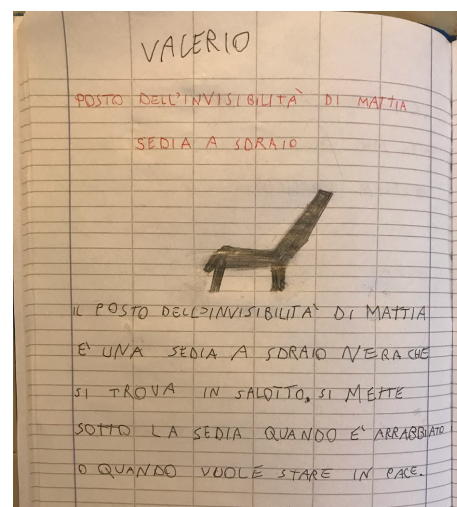 VALERIO
POSTO DELL'INVISIBILITÀ DI MATTIA
SEDIA A SDRAIO
IL POSTO DELL'INVISIBILITA' DI MATTIA
E' UNA SEDIA A SDRAIO NERA CHE
SI TROVA IN SALOTTO. SI METTE
SOTTO LA SEDIA QUANDO E' ARRABBIATO
O QUANDO VUOLE STARE IN PACE.